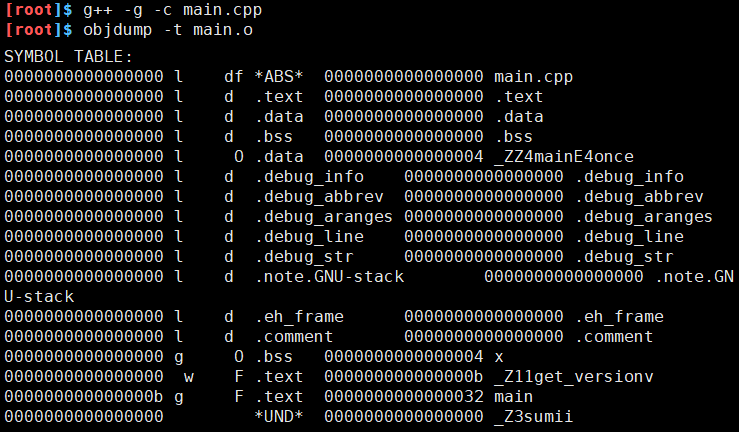 [root]$ g++ -g -c main.cpp
[root]$ objdump -t main.o
SYMBOL TABLE:
0000000000000000 l    df *ABS*  0000000000000000 main.cpp
0000000000000000 l    d  .text  0000000000000000 .text
0000000000000000 l    d  .data  0000000000000000 .data
0000000000000000 l    d  .bss   0000000000000000 .bss
0000000000000000 l     O .data  0000000000000004 _ZZ4mainE4once
0000000000000000 l    d  .debug_info    0000000000000000 .debug_info
0000000000000000 l    d  .debug_abbrev  0000000000000000 .debug_abbrev
0000000000000000 l    d  .debug_aranges 0000000000000000 .debug_aranges
0000000000000000 l    d  .debug_line    0000000000000000 .debug_line
0000000000000000 l    d  .debug_str     0000000000000000 .debug_str
0000000000000000 l    d  .note.GNU-stack        0000000000000000 .note.GN
U-stack
0000000000000000 l    d  .eh_frame      0000000000000000 .eh_frame
0000000000000000 l    d  .comment       0000000000000000 .comment
0000000000000000 g     O .bss   0000000000000004 x
0000000000000000  w    F .text  000000000000000b _Z11get_versionv
000000000000000b g     F .text  0000000000000032 main
0000000000000000         *UND*  0000000000000000 _Z3sumii